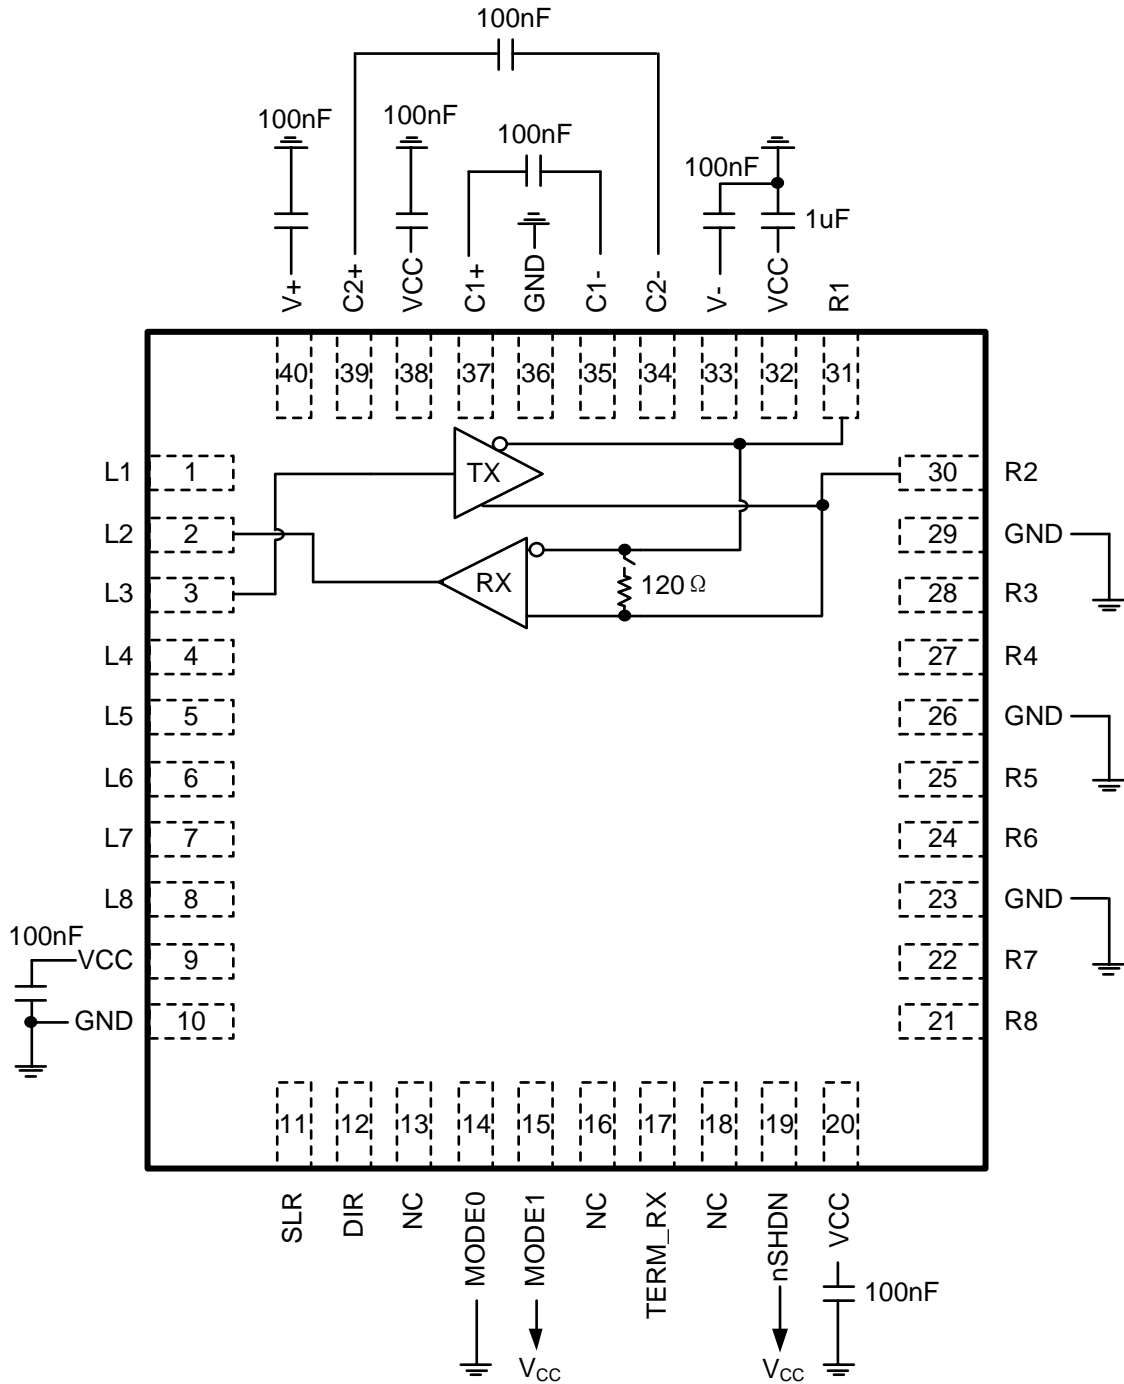 100nF
100nF
100nF
100nF
100nF
1uF
V+
C2+
VCC
C1+
GND
C1-
C2-
V-
VCC
R1
40
39
38
37
36
35
34
33
32
31
L1
1
TX
30
R2
L2
2
29
GND
L3
3
RX
120 Ω
28
R3
L4
4
27
R4
L5
5
26
GND
L6
6
25
R5
L7
7
24
R6
L8
8
23
GND
100nF
VCC
9
22
R7
GND
10
21
R8
11
12
13
14
15
16
17
18
19
20
SLR
DIR
NC
MODE0
MODE1
NC
TERM_RX
NC
nSHDN
VCC
100nF
VCC
VCC